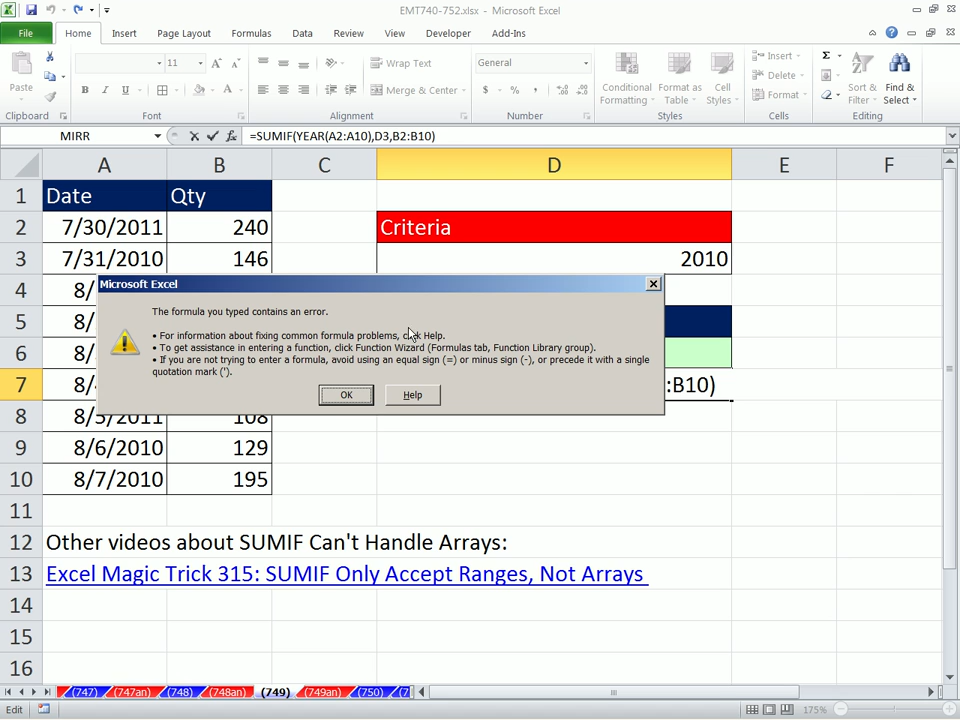 EMT740-752.xlsx - Microsoft Excel
File Home Insert Page Layout Formulas Data Review View Developer Add-Ins
Paste
Clipboard
11
B I U
Font
Wrap Text
Merge & Center
Alignment
General
$ % ,
Number
Conditional Formatting
Format as Table
Cell Styles
Styles
Insert
Delete
Format
Cells
Sort & Filter
Find & Select
Editing
MIRR
=SUMIF(YEAR(A2:A10),D3,B2:B10)
A B C D E F
1 Date Qty
2 7/30/2011 240 Criteria
3 7/31/2010 146 2010
4 8/
5 8/
6 8/
7 8/ :B10)
Microsoft Excel
The formula you typed contains an error.
• For information about fixing common formula problems, click Help.
• To get assistance in entering a function, click Function Wizard (Formulas tab, Function Library group).
• If you are not trying to enter a formula, avoid using an equal sign (=) or minus sign (-), or precede it with a single
quotation mark (').
OK Help
8 8/5/2011 108
9 8/6/2010 129
10 8/7/2010 195
11
12 Other videos about SUMIF Can't Handle Arrays:
13 Excel Magic Trick 315: SUMIF Only Accept Ranges, Not Arrays
14
15
16
(747) (747an) (748) (748an) (749) (749an) (750) (7
Edit 175%